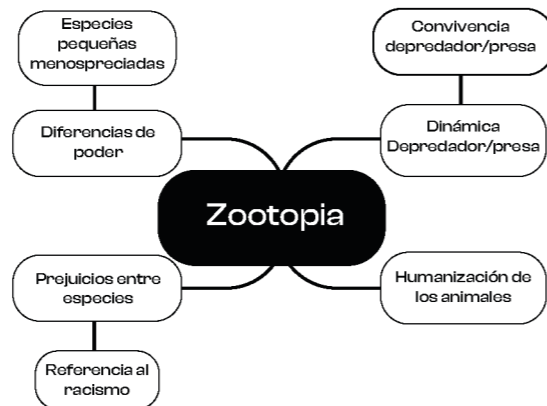 Especies
pequeñas
menospreciadas
Diferencias de
poder
Convivencia
depredador/presa
Dinámica
Depredador/presa
Zootopia
Prejuicios entre
especies
Referencia al
racismo
Humanización de
los animales